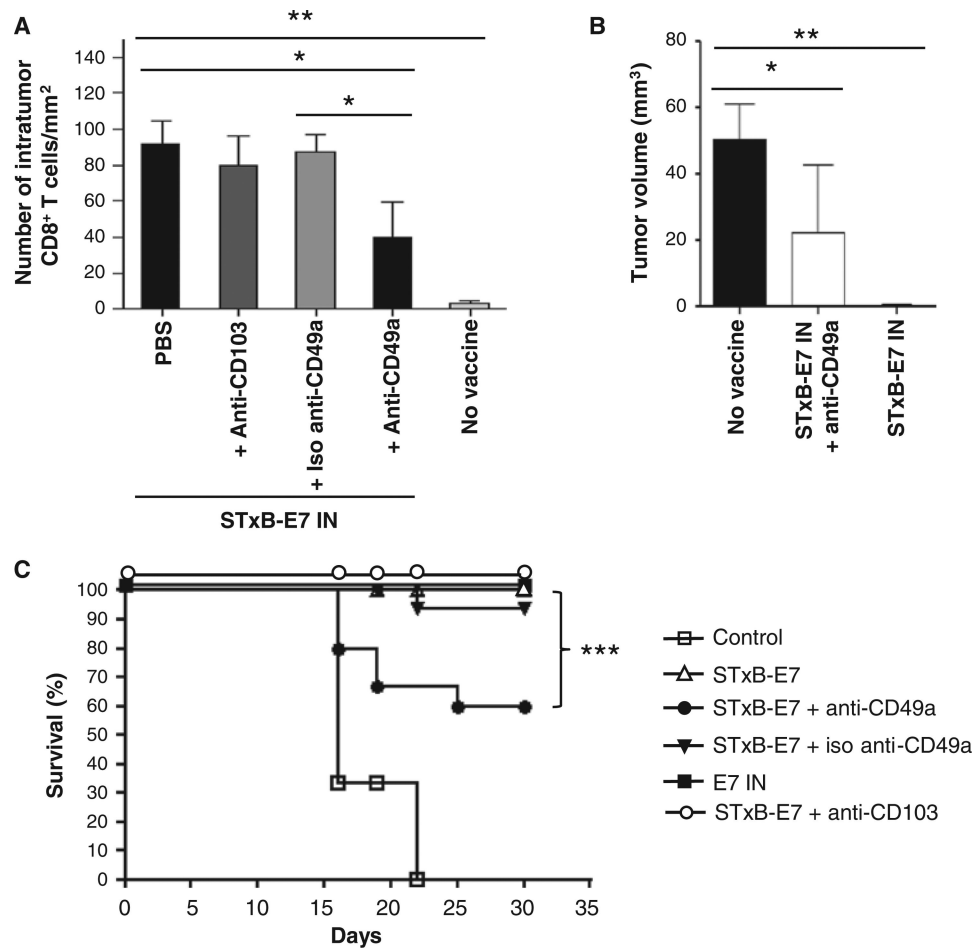 A
**
*
*
Number of intratumor
CD8⁺ T cells/mm²
140
120
100
80
60
40
20
0
PBS
+ Anti-CD103
+ Iso anti-CD49a
+ Anti-CD49a
No vaccine
STxB-E7 IN
B
**
*
Tumor volume (mm³)
80
60
40
20
0
No vaccine
STxB-E7 IN
+ anti-CD49a
STxB-E7 IN
C
Survival (%)
100
90
80
70
60
50
40
30
20
10
0
0 5 10 15 20 25 30 35
Days
***
Control
STxB-E7
STxB-E7 + anti-CD49a
STxB-E7 + iso anti-CD49a
E7 IN
STxB-E7 + anti-CD103